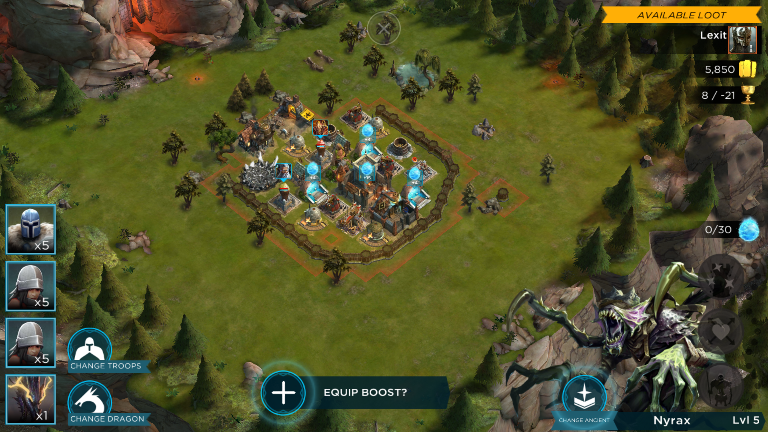 AVAILABLE LOOT
Lexit
5,850
8 / -21
0/30
x5
x5
x5
CHANGE TROOPS
x1
CHANGE DRAGON
EQUIP BOOST?
CHANGE ANCIENT
Nyrax Lvl 5